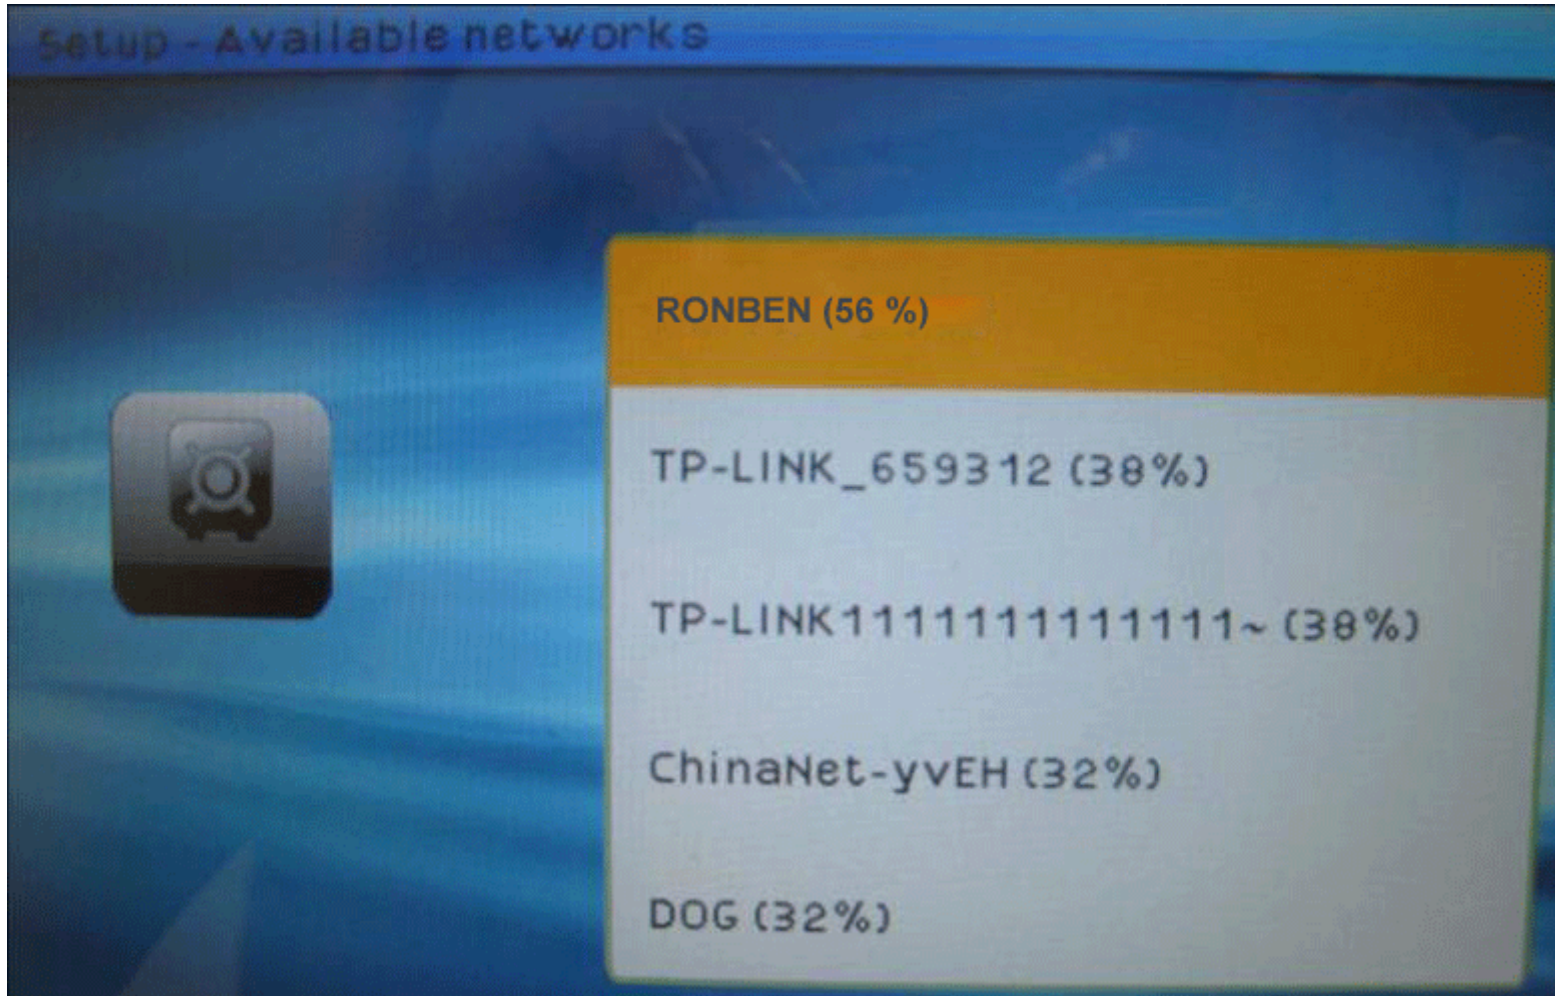 Setup - Available networks
RONBEN (56 %)
TP-LINK_659312 (38%)
TP-LINK11111111111111~ (38%)
ChinaNet-yvEH (32%)
DOG (32%)